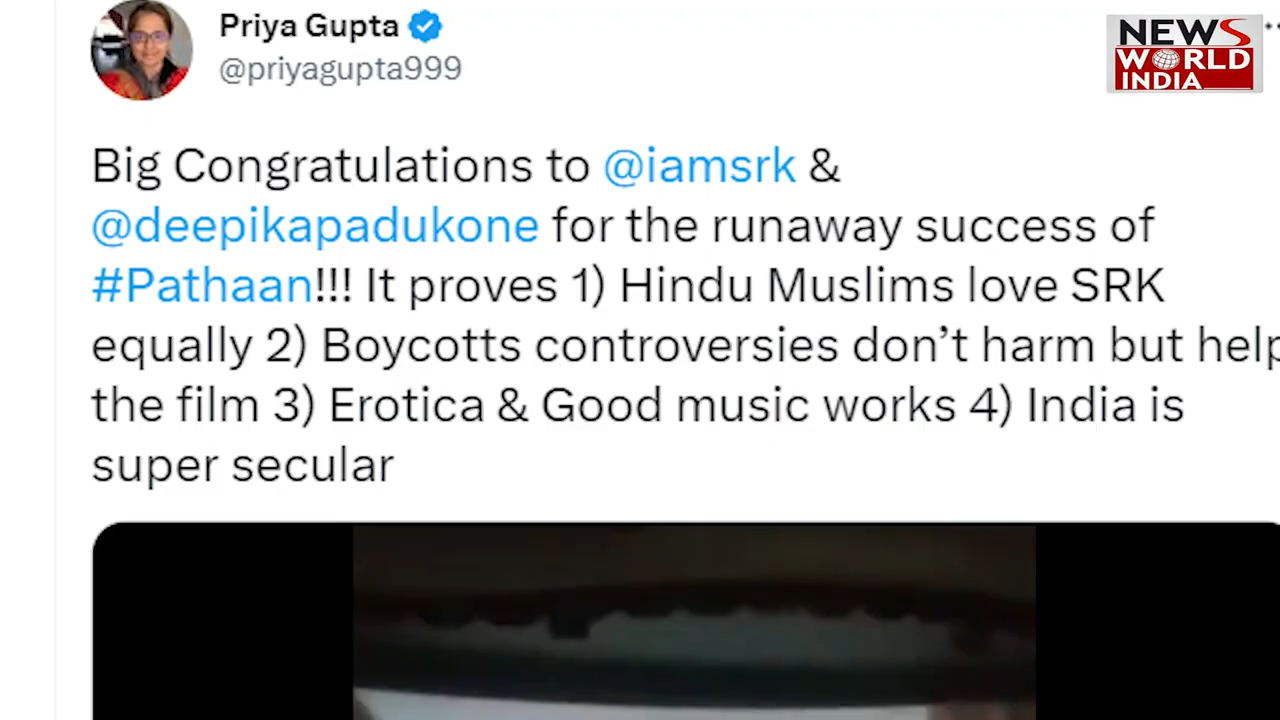 Priya Gupta
@priyagupta999
NEWS
WORLD
INDIA
Big Congratulations to @iamsrk &
@deepikapadukone for the runaway success of
#Pathaan!!! It proves 1) Hindu Muslims love SRK
equally 2) Boycotts controversies don’t harm but help
the film 3) Erotica & Good music works 4) India is
super secular